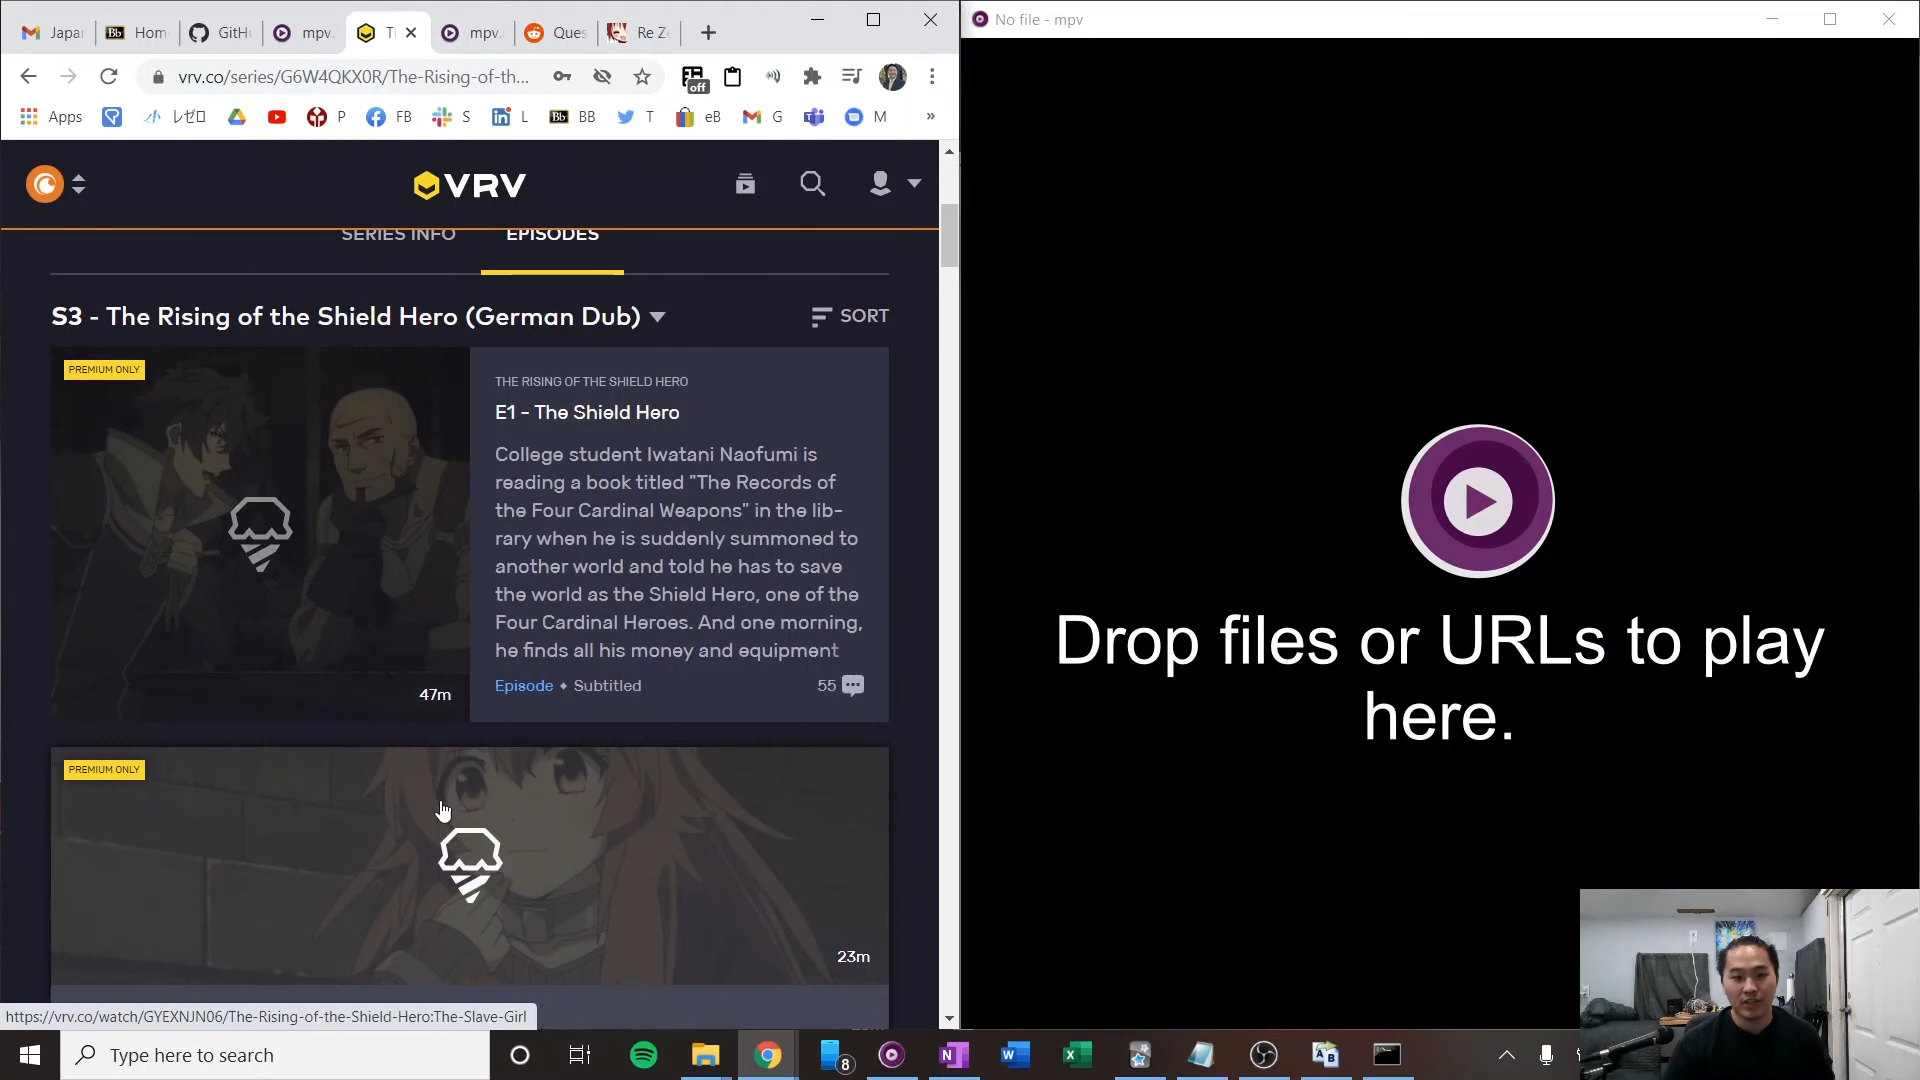 Japar
Bb Hom
GitH
mpv.
T
mpv.
Ques
Re Z
No file - mpv
vrv.co/series/G6W4QKX0R/The-Rising-of-th...
off
Apps
レゼロ
P
FB
S
L
Bb BB
T
eB
G
M
»
VRV
SERIES INFO
EPISODES
S3 - The Rising of the Shield Hero (German Dub)
SORT
PREMIUM ONLY
THE RISING OF THE SHIELD HERO
E1 - The Shield Hero
College student Iwatani Naofumi is
reading a book titled "The Records of
the Four Cardinal Weapons" in the lib-
rary when he is suddenly summoned to
another world and told he has to save
the world as the Shield Hero, one of the
Four Cardinal Heroes. And one morning,
he finds all his money and equipment
47m
Episode • Subtitled
55
PREMIUM ONLY
23m
https://vrv.co/watch/GYEXNJN06/The-Rising-of-the-Shield-Hero:The-Slave-Girl
Drop files or URLs to play
here.
Type here to search
8